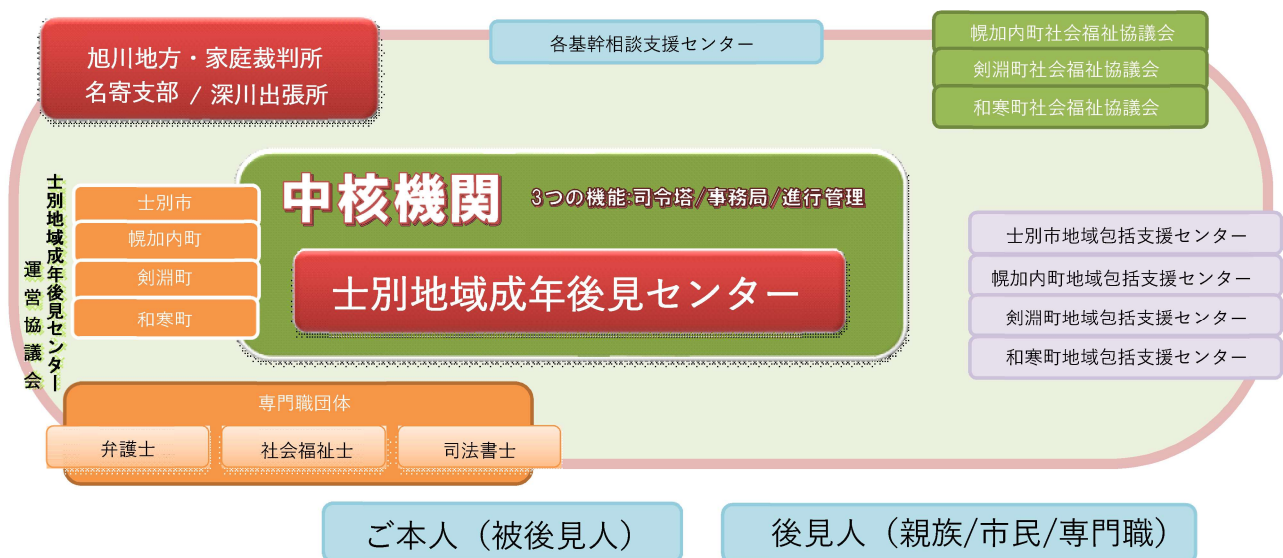 旭川地方・家庭裁判所
名寄支部 / 深川出張所
各基幹相談支援センター
幌加内町社会福祉協議会
剣淵町社会福祉協議会
和寒町社会福祉協議会
士別地域成年後見センター
運営協議会
士別市
幌加内町
剣淵町
和寒町
中核機関
3つの機能:司令塔/事務局/進行管理
士別地域成年後見センター
士別市地域包括支援センター
幌加内町地域包括支援センター
剣淵町地域包括支援センター
和寒町地域包括支援センター
専門職団体
弁護士
社会福祉士
司法書士
ご本人（被後見人）
後見人（親族/市民/専門職）